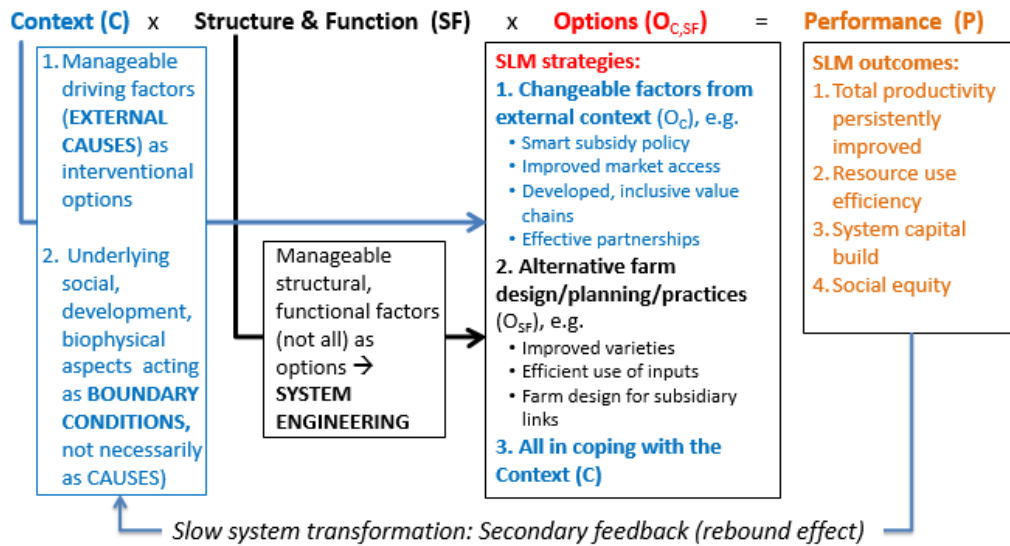 Context (C) x Structure & Function (SF) x Options (O_C,SF) = Performance (P)
1. Manageable
driving factors
(EXTERNAL
CAUSES) as
interventional
options
2. Underlying
social,
development,
biophysical
aspects acting
as BOUNDARY
CONDITIONS,
not necessarily
as CAUSES)
Manageable
structural,
functional factors
(not all) as
options →
SYSTEM
ENGINEERING
SLM strategies:
1. Changeable factors from
external context (O_C), e.g.
• Smart subsidy policy
• Improved market access
• Developed, inclusive value
chains
• Effective partnerships
2. Alternative farm
design/planning/practices
(O_SF), e.g.
• Improved varieties
• Efficient use of inputs
• Farm design for subsidiary
links
3. All in coping with the
Context (C)
SLM outcomes:
1. Total productivity
persistently
improved
2. Resource use
efficiency
3. System capital
build
4. Social equity
Slow system transformation: Secondary feedback (rebound effect)